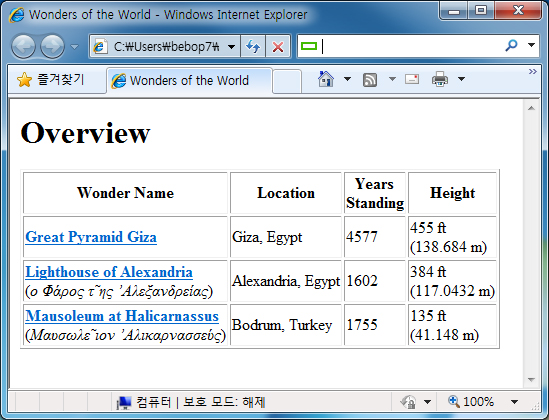 Wonders of the World - Windows Internet Explorer
C:\Users\bebop7\
즐겨찾기
Wonders of the World
Overview
Wonder Name Location Years Standing Height
Great Pyramid Giza Giza, Egypt 4577 455 ft
(138.684 m)
Lighthouse of Alexandria
(ο Φάρος τ῀ης ᾿Αλεξανδρείας) Alexandria, Egypt 1602 384 ft
(117.0432 m)
Mausoleum at Halicarnassus
(Μαυσωλε῀ιον ᾿Αλικαρνασσεύς) Bodrum, Turkey 1755 135 ft
(41.148 m)
컴퓨터 | 보호 모드: 해제
100%